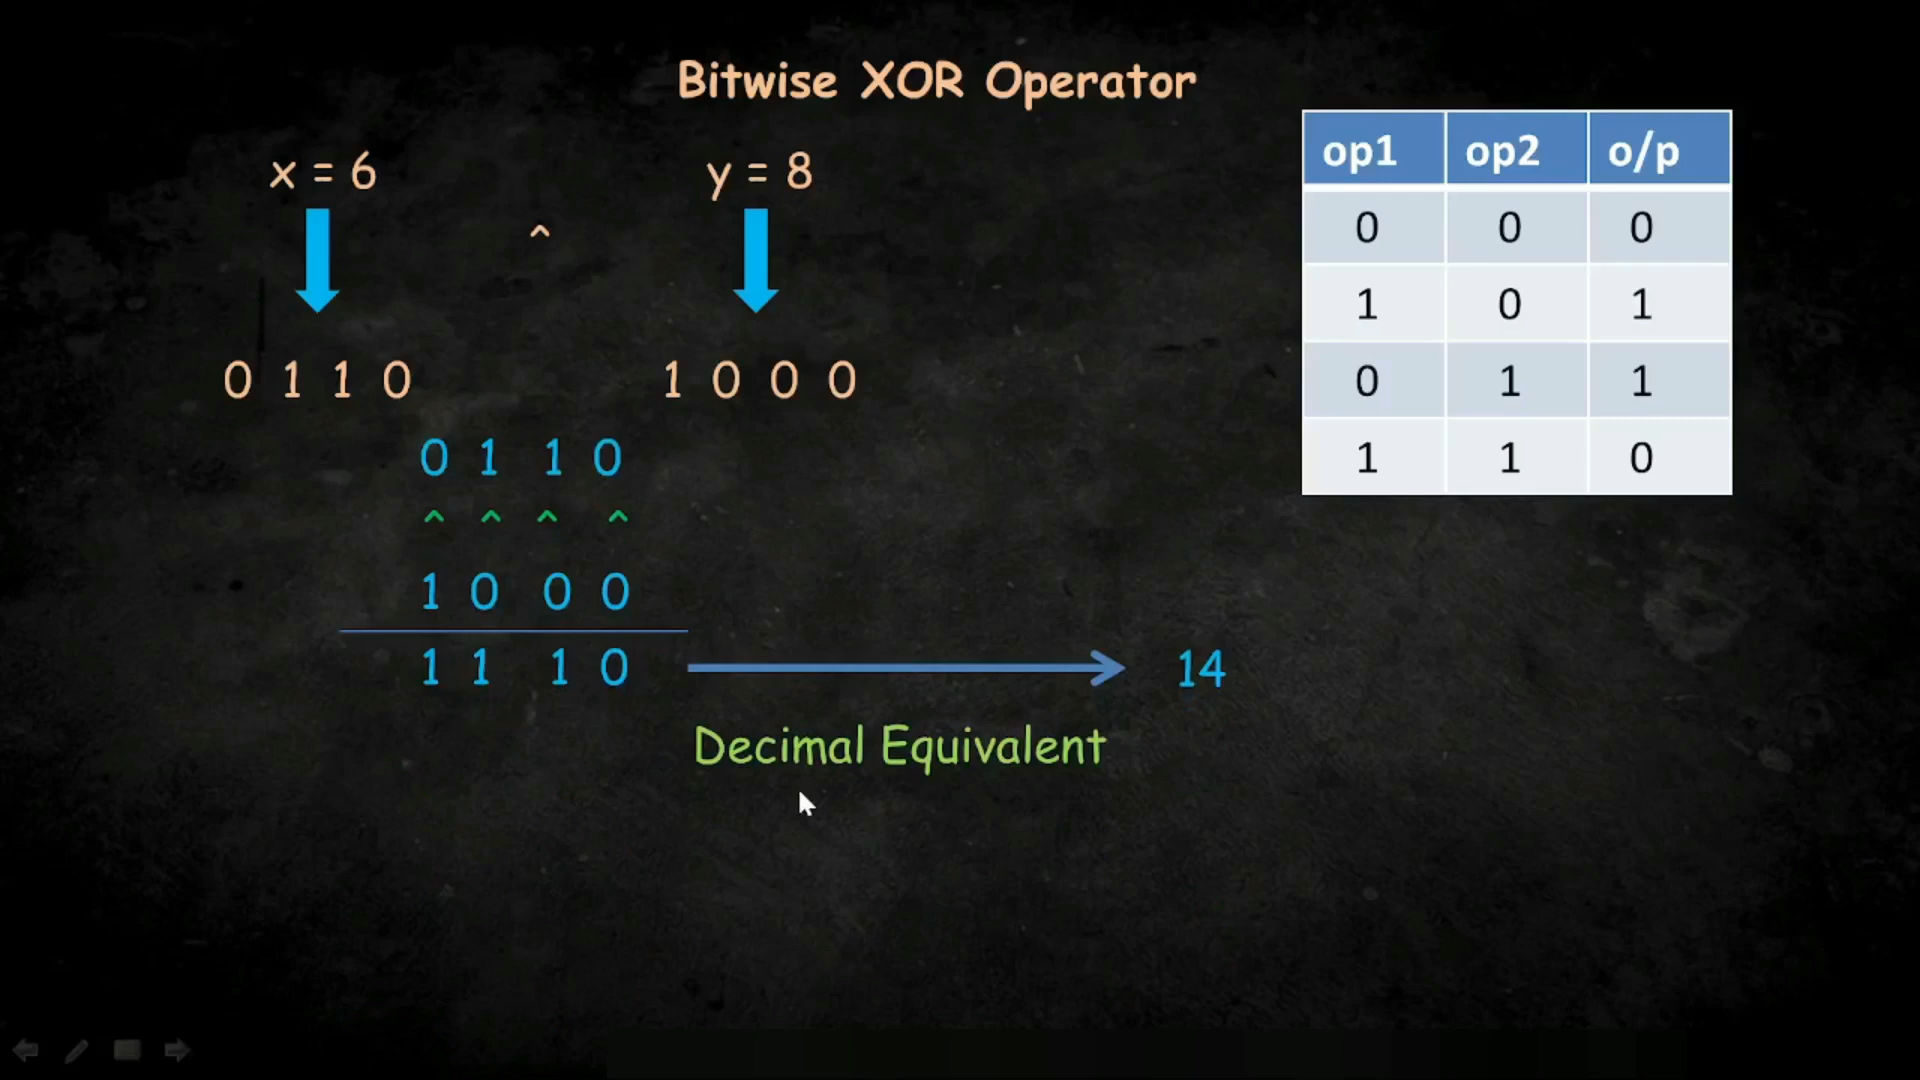 Bitwise XOR Operator
x = 6
^
y = 8
0 1 1 0
1 0 0 0
0 1 1 0
^ ^ ^ ^
1 0 0 0
1 1 1 0
14
Decimal Equivalent
op1 op2 o/p
0 0 0
1 0 1
0 1 1
1 1 0